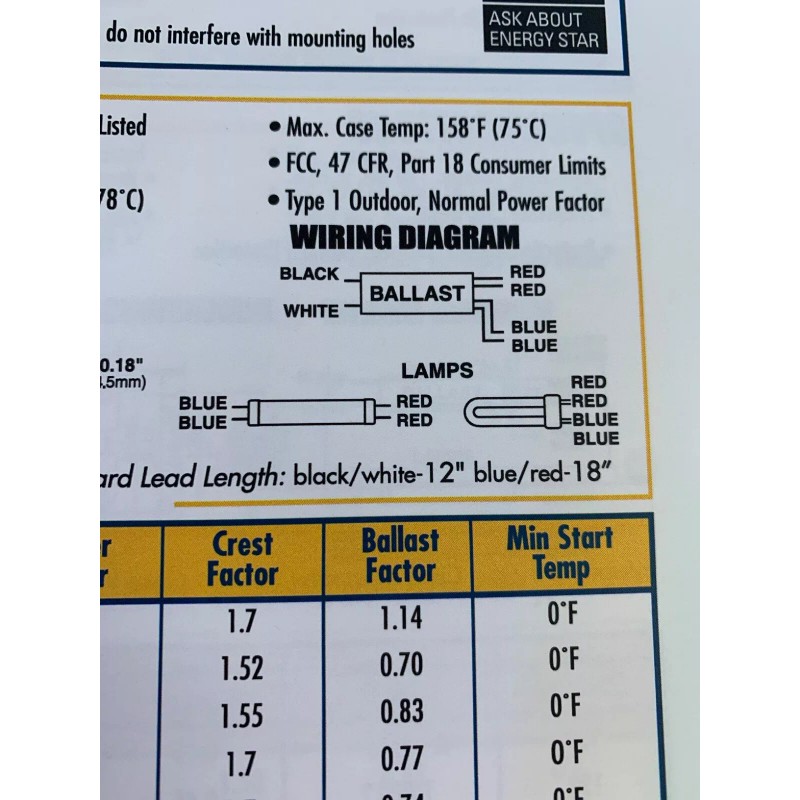 ASK ABOUT
ENERGY STAR
do not interfere with mounting holes
Listed
• Max. Case Temp: 158°F (75°C)
• FCC, 47 CFR, Part 18 Consumer Limits
78°C)
• Type 1 Outdoor, Normal Power Factor
WIRING DIAGRAM
BLACK
WHITE
BALLAST
RED
RED
BLUE
BLUE
0.18"
.5mm)
LAMPS
BLUE
BLUE
RED
RED
RED
RED
BLUE
BLUE
ard Lead Length: black/white-12" blue/red-18"
r
r
Crest
Factor
Ballast
Factor
Min Start
Temp
1.7 1.14 0°F
1.52 0.70 0°F
1.55 0.83 0°F
1.7 0.77 0°F
0.74 0°F